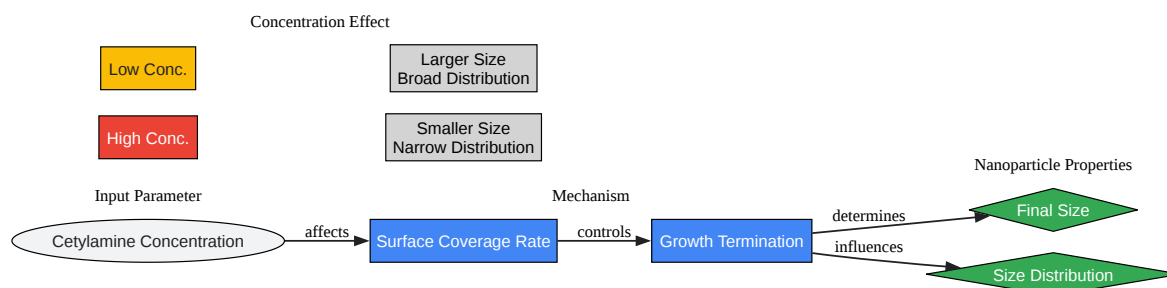 Concentration Effect
Low Conc.
Larger Size
Broad Distribution
High Conc.
Smaller Size
Narrow Distribution
Nanoparticle Properties
Input Parameter
Mechanism
Final Size
determines
Cetylamine Concentration
affects
Surface Coverage Rate
controls
Growth Termination
influences
Size Distribution